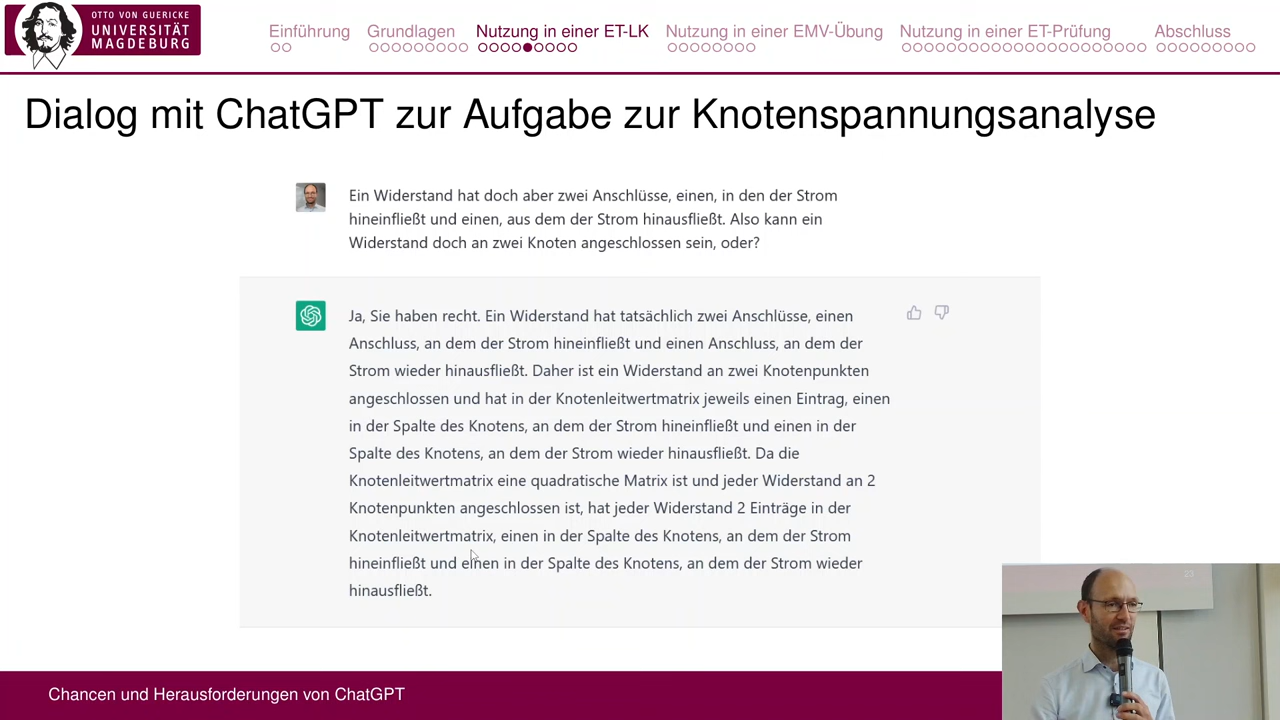 OTTO VON GUERICKE
UNIVERSITÄT
MAGDEBURG
Einführung
Grundlagen
Nutzung in einer ET-LK
Nutzung in einer EMV-Übung
Nutzung in einer ET-Prüfung
Abschluss
Dialog mit ChatGPT zur Aufgabe zur Knotenspannungsanalyse
Ein Widerstand hat doch aber zwei Anschlüsse, einen, in den der Strom
hineinfließt und einen, aus dem der Strom hinausfließt. Also kann ein
Widerstand doch an zwei Knoten angeschlossen sein, oder?
Ja, Sie haben recht. Ein Widerstand hat tatsächlich zwei Anschlüsse, einen
Anschluss, an dem der Strom hineinfließt und einen Anschluss, an dem der
Strom wieder hinausfließt. Daher ist ein Widerstand an zwei Knotenpunkten
angeschlossen und hat in der Knotenleitwertmatrix jeweils einen Eintrag, einen
in der Spalte des Knotens, an dem der Strom hineinfließt und einen in der
Spalte des Knotens, an dem der Strom wieder hinausfließt. Da die
Knotenleitwertmatrix eine quadratische Matrix ist und jeder Widerstand an 2
Knotenpunkten angeschlossen ist, hat jeder Widerstand 2 Einträge in der
Knotenleitwertmatrix, einen in der Spalte des Knotens, an dem der Strom
hineinfließt und einen in der Spalte des Knotens, an dem der Strom wieder
hinausfließt.
23
Chancen und Herausforderungen von ChatGPT